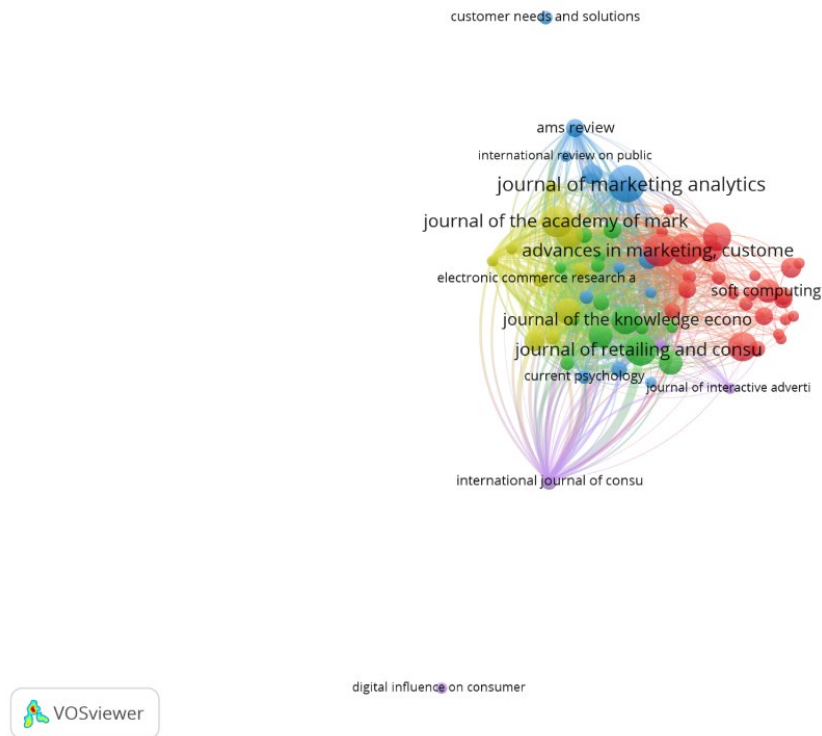 customer needs and solutions
ams review
international review on public
journal of marketing analytics
journal of the academy of mark
advances in marketing, custome
electronic commerce research a
soft computing
journal of the knowledge econo
journal of retailing and consu
current psychology
journal of interactive adverti
international journal of consu
digital influence on consumer
VOSviewer